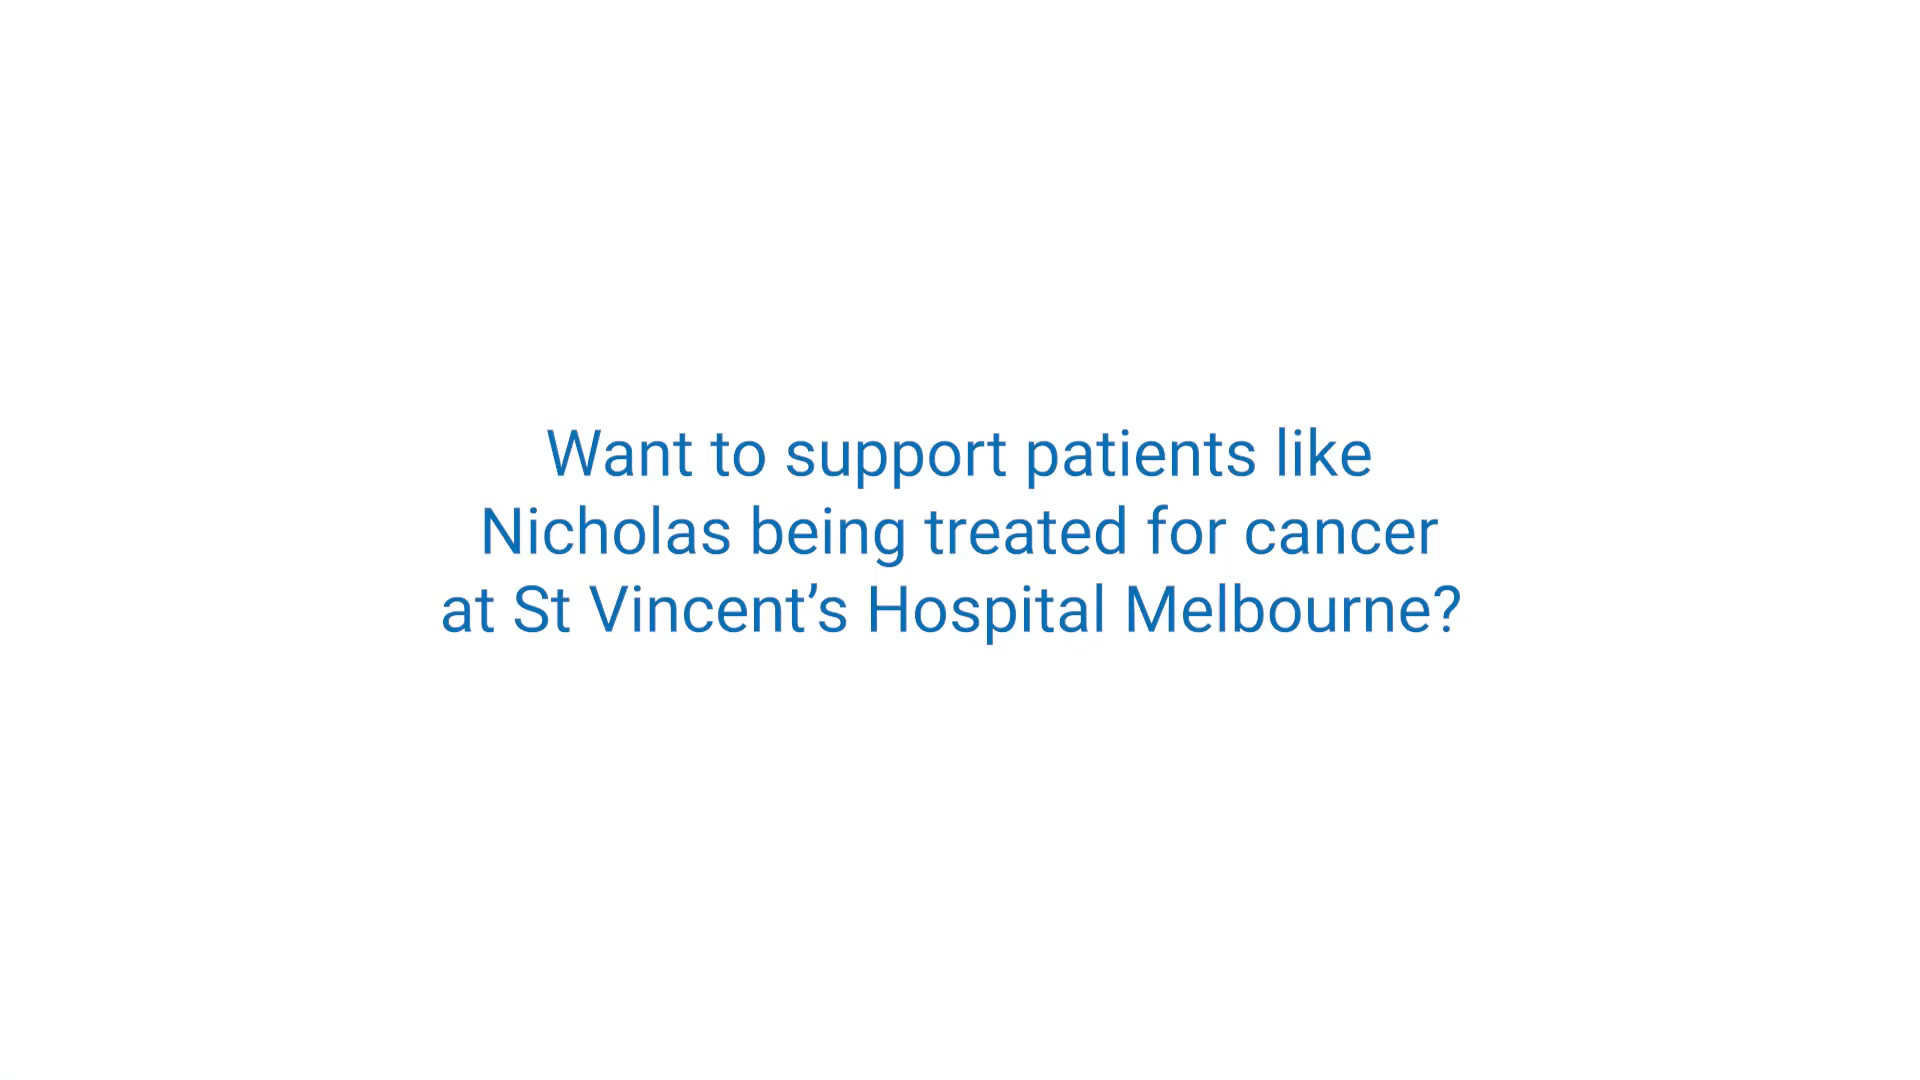 Want to support patients like
Nicholas being treated for cancer
at St Vincent’s Hospital Melbourne?